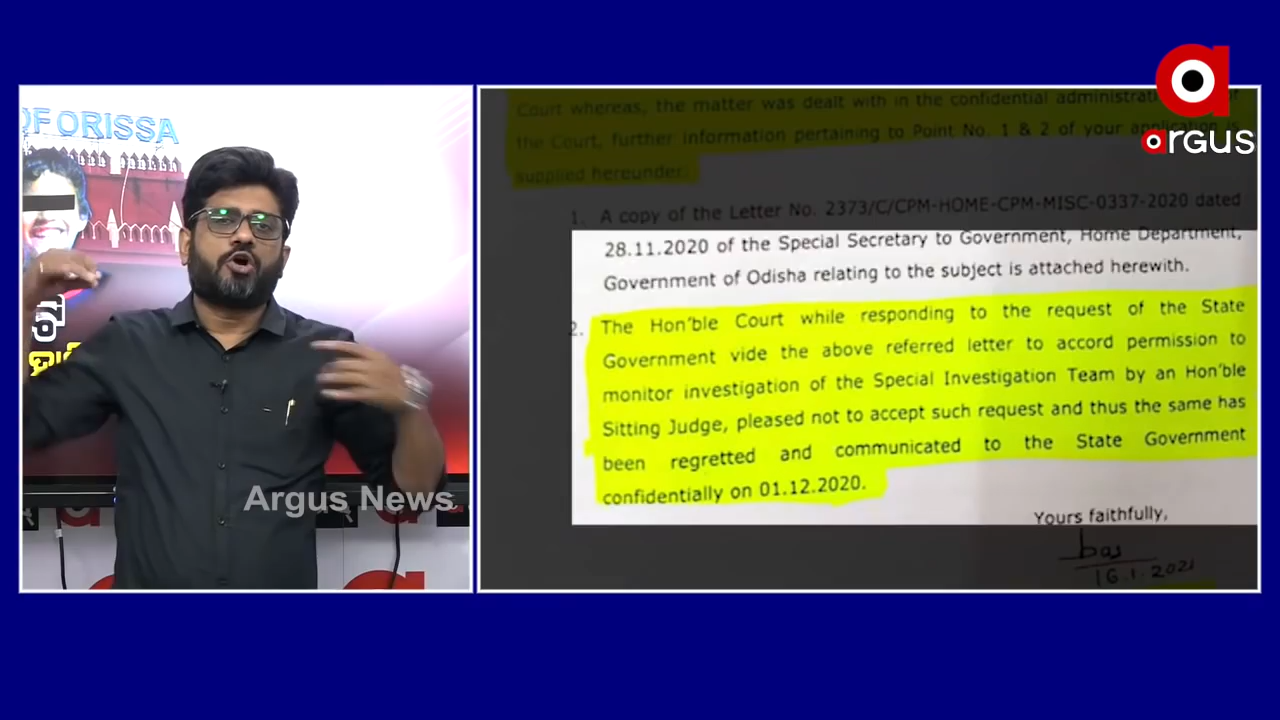 argus
OF ORISSA
Argus News
Court whereas, the matter was dealt with in the confidential
the Court, further information pertaining to Point No. 1 & 2 of your application is
supplied hereunder:
1. A copy of the Letter No. 2373/C/CPM-HOME-CPM-MISC-0337-2020 dated
28.11.2020 of the Special Secretary to Government, Home Department,
Government of Odisha relating to the subject is attached herewith.
2. The Hon'ble Court while responding to the request of the State
Government vide the above referred letter to accord permission to
monitor investigation of the Special Investigation Team by an Hon'ble
Sitting Judge, pleased not to accept such request and thus the same has
been regretted and communicated to the State Government
confidentially on 01.12.2020.
Yours faithfully,
16.1.2021